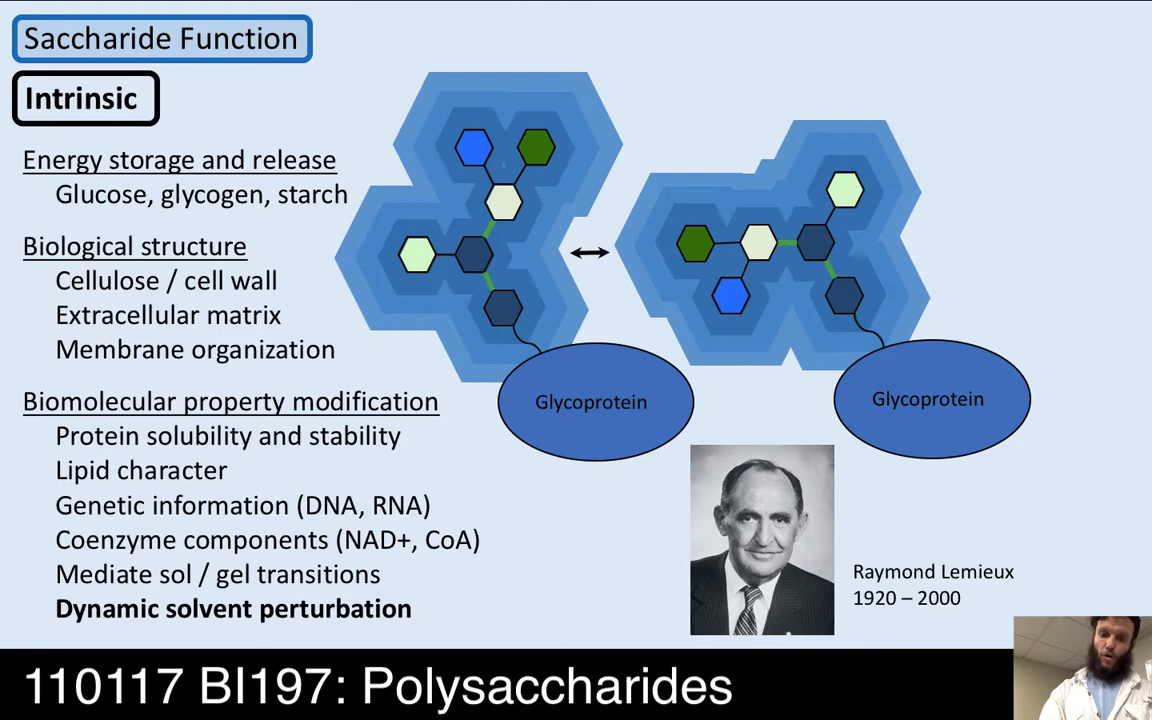 Saccharide Function
Intrinsic
Energy storage and release
Glucose, glycogen, starch
Biological structure
Cellulose / cell wall
Extracellular matrix
Membrane organization
Biomolecular property modification
Protein solubility and stability
Lipid character
Genetic information (DNA, RNA)
Coenzyme components (NAD+, CoA)
Mediate sol / gel transitions
Dynamic solvent perturbation
Glycoprotein
Glycoprotein
Raymond Lemieux
1920 – 2000
110117 BI197: Polysaccharides